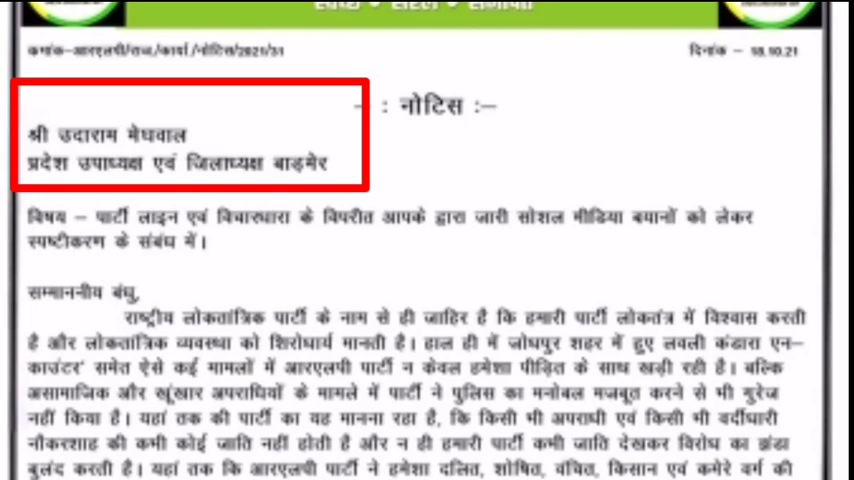 स्वच्छ • सरल • समर्पित
कमांक–आरएलपी/राज./कार्या./नोटिस/2021/31
दिनांक – 18.10.21
: नोटिस :–
श्री उदाराम मेघवाल
प्रदेश उपाध्यक्ष एवं जिलाध्यक्ष बाड़मेर
विषय – पार्टी लाइन एवं विचारधारा के विपरीत आपके द्वारा जारी सोशल मीडिया बयानों को लेकर
स्पष्टीकरण के संबंध में।
सम्माननीय बंधु,
राष्ट्रीय लोकतांत्रिक पार्टी के नाम से ही जाहिर है कि हमारी पार्टी लोकतंत्र में विश्वास करती
है और लोकतांत्रिक व्यवस्था को शिरोधार्य मानती है। हाल ही में जोधपुर शहर में हुए लवली कंडारा एन–
काउंटर' समेत ऐसे कई मामलों में आरएलपी पार्टी न केवल हमेशा पीड़ित के साथ खड़ी रही है। बल्कि
असामाजिक और खूंखार अपराधियों के मामले में पार्टी ने पुलिस का मनोबल मजबूत करने से भी गुरेज
नहीं किया है। यहां तक की पार्टी का यह मानना रहा है, कि किसी भी अपराधी एवं किसी भी वर्दीधारी
नौकरशाह की कभी कोई जाति नहीं होती है और न ही हमारी पार्टी कभी जाति देखकर विरोध का झंडा
बुलंद करती है। यहां तक कि आरएलपी पार्टी ने हमेशा दलित, शोषित, वंचित, किसान एवं कमेरे वर्ग की